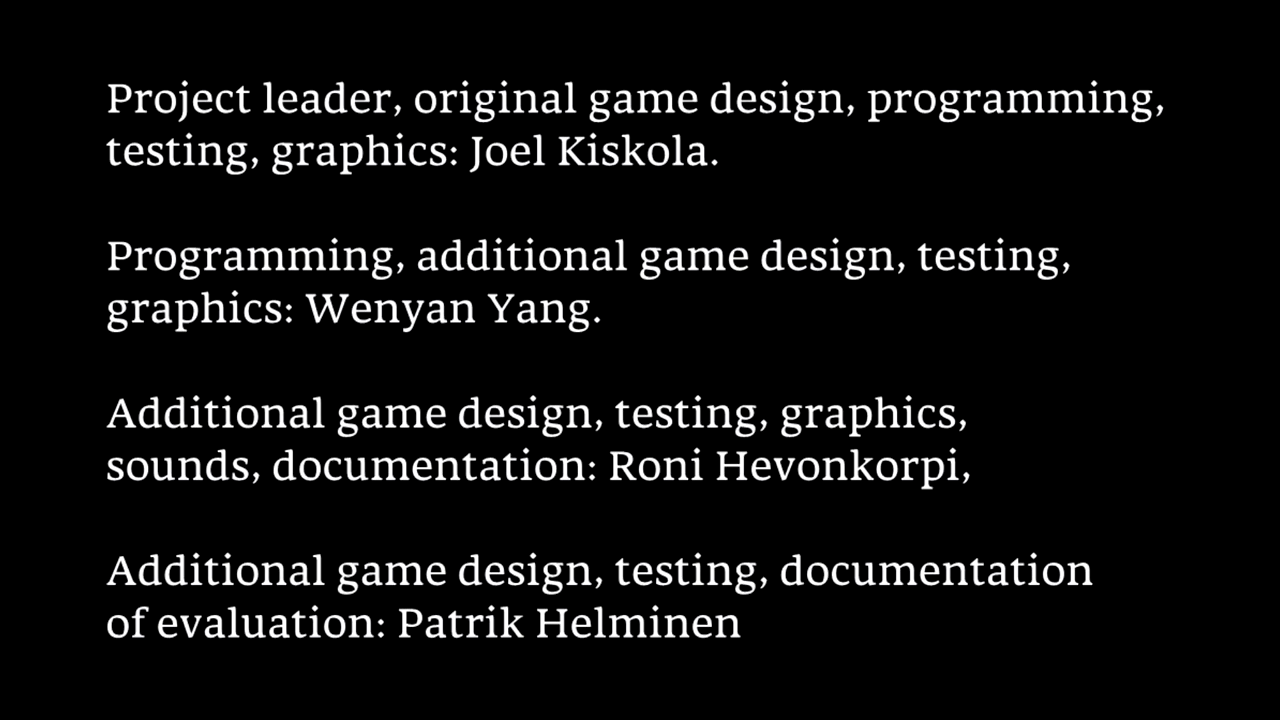 Project leader, original game design, programming,
testing, graphics: Joel Kiskola.
Programming, additional game design, testing,
graphics: Wenyan Yang.
Additional game design, testing, graphics,
sounds, documentation: Roni Hevonkorpi,
Additional game design, testing, documentation
of evaluation: Patrik Helminen